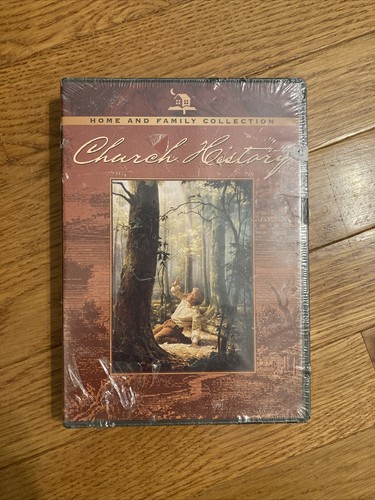 HOME AND FAMILY COLLECTION
Church History